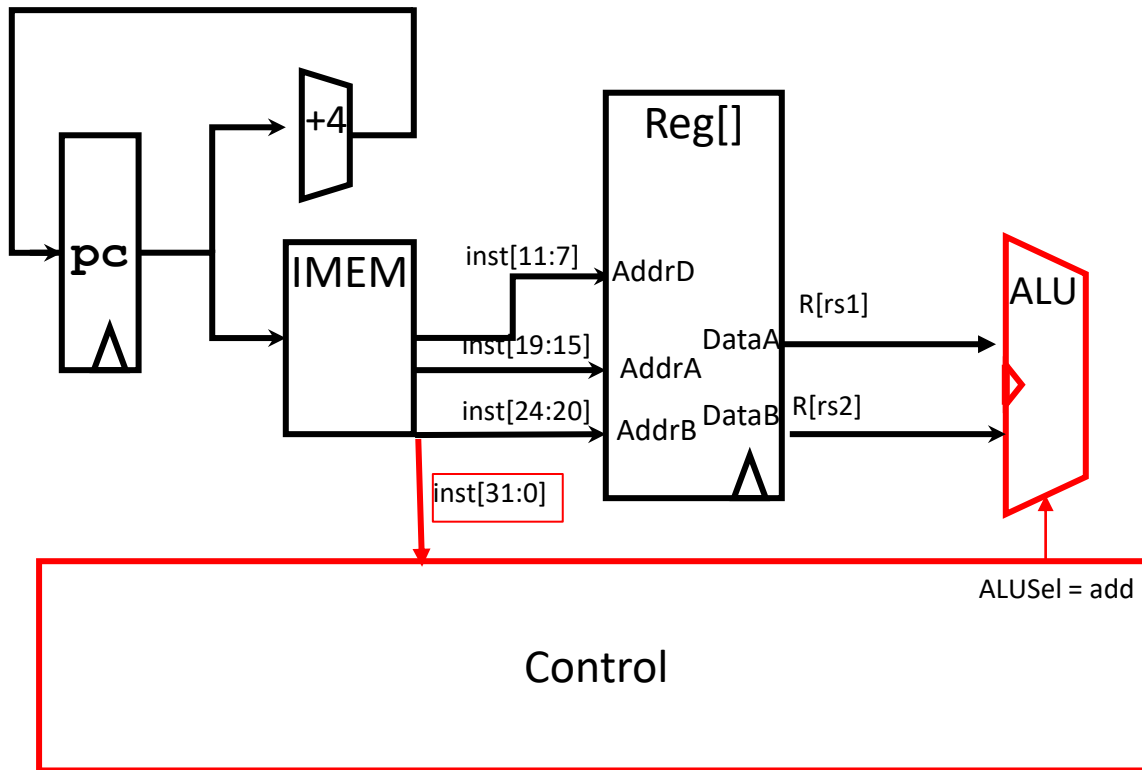 +4
Reg[]
pc
IMEM
inst[11:7]
AddrD
ALU
R[rs1]
inst[19:15]
DataA
AddrA
inst[24:20]
AddrB
DataB
R[rs2]
inst[31:0]
ALUSel = add
Control